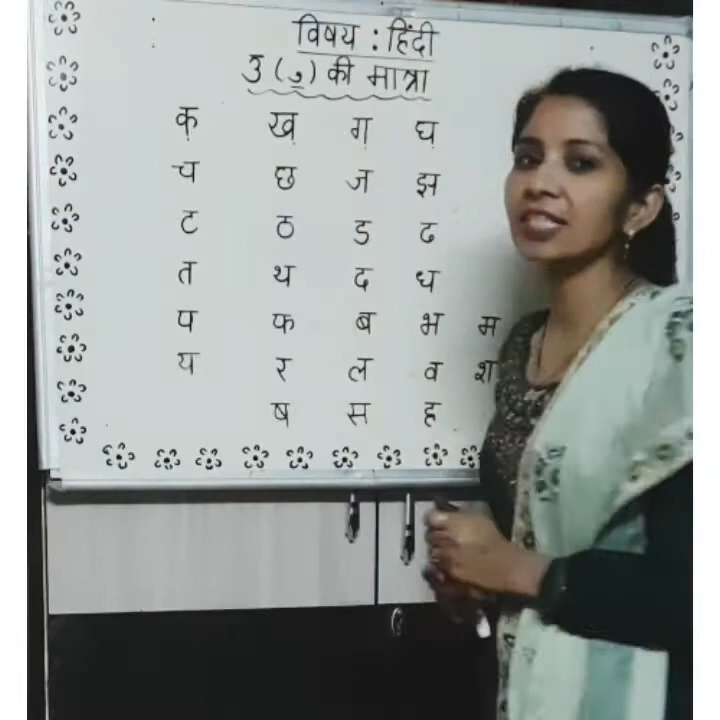 विषय : हिंदी
उ ( ु ) की मात्रा
क ख ग घ
च छ ज झ
ट ठ ड ढ
त थ द ध
प फ ब भ म
य र ल व श
ष स ह